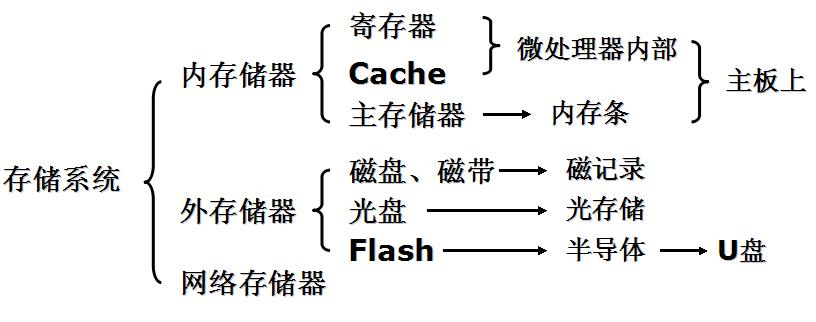 寄存器
微处理器内部
内存储器
Cache
主板上
主存储器
内存条
存储系统
磁盘、磁带
磁记录
外存储器
光盘
光存储
Flash
半导体
U盘
网络存储器